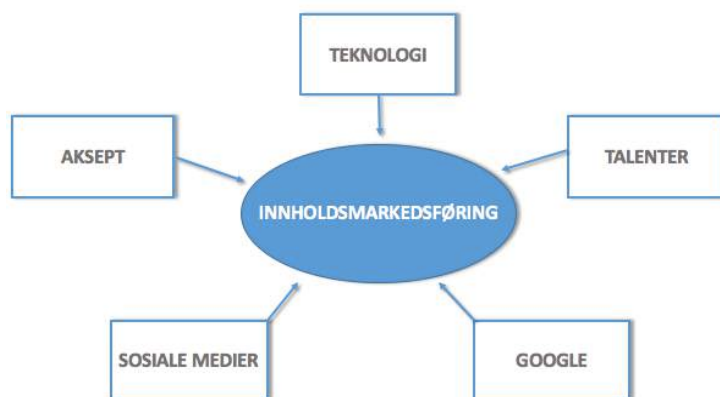 TEKNOLOGI
AKSEPT
TALENTER
INNHOLDSMARKEDSFØRING
SOSIALE MEDIER
GOOGLE